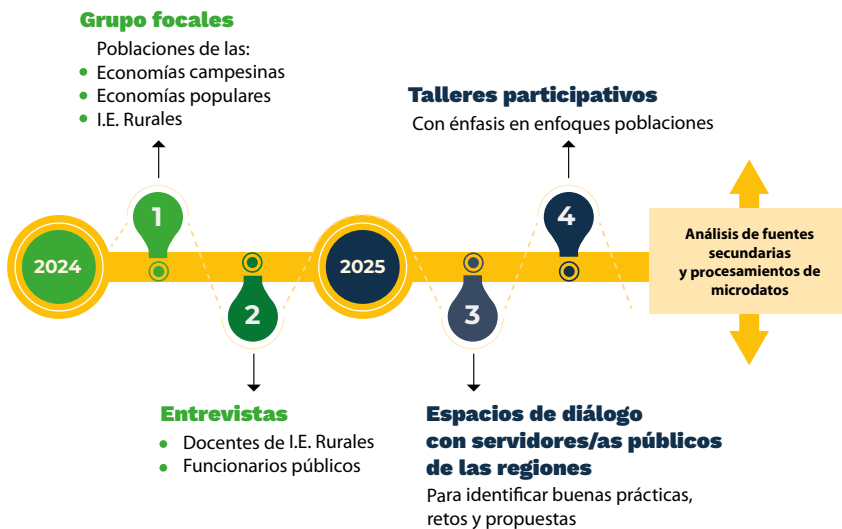 Grupo focales
Poblaciones de las:
Economías campesinas
Economías populares
I.E. Rurales
2024
1
2
Entrevistas
Docentes de I.E. Rurales
Funcionarios públicos
2025
3
Espacios de diálogo
con servidores/as públicos
de las regiones
Para identificar buenas prácticas,
retos y propuestas
4
Talleres participativos
Con énfasis en enfoques poblaciones
Análisis de fuentes
secundarias
y procesamientos de
microdatos